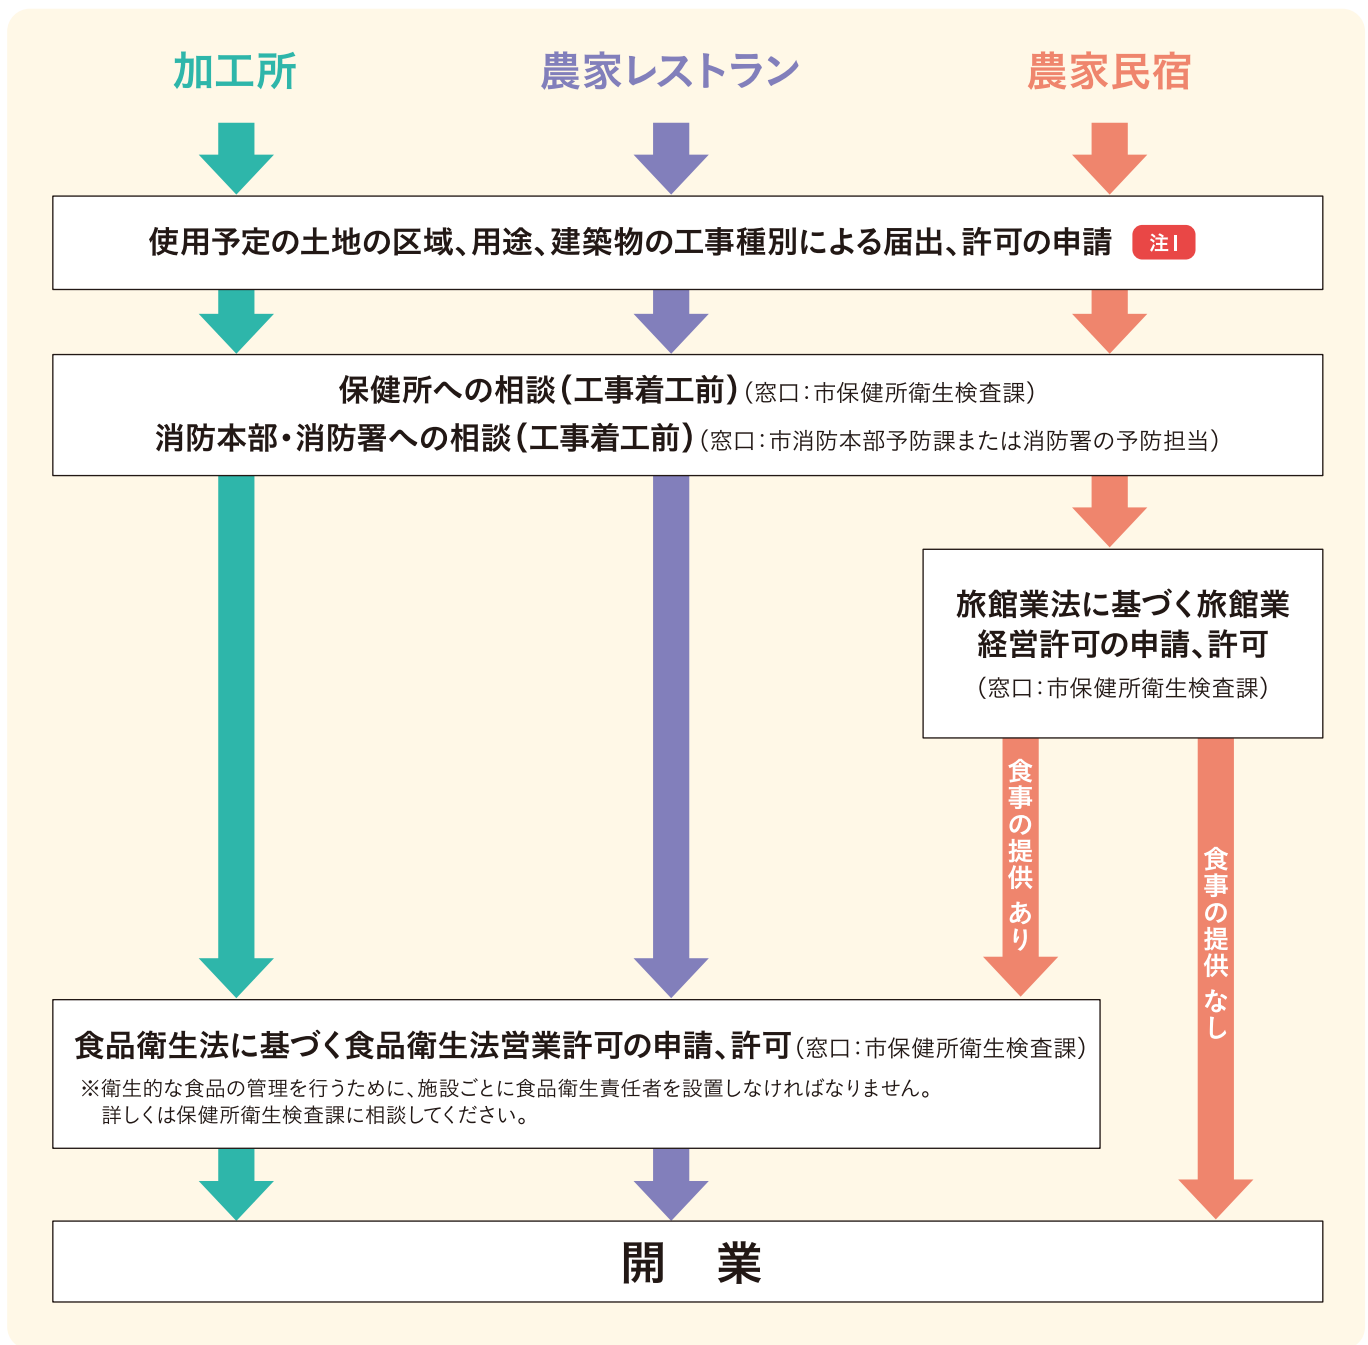 加工所
農家レストラン
農家民宿
使用予定の土地の区域、用途、建築物の工事種別による届出、許可の申請 注1
保健所への相談（工事着工前）（窓口：市保健所衛生検査課）
消防本部・消防署への相談（工事着工前）（窓口：市消防本部予防課または消防署の予防担当）
旅館業法に基づく旅館業
経営許可の申請、許可
（窓口：市保健所衛生検査課）
食事の提供 あり
食事の提供 なし
食品衛生法に基づく食品衛生法営業許可の申請、許可（窓口：市保健所衛生検査課）
※衛生的な食品の管理を行うために、施設ごとに食品衛生責任者を設置しなければなりません。
詳しくは保健所衛生検査課に相談してください。
開　業